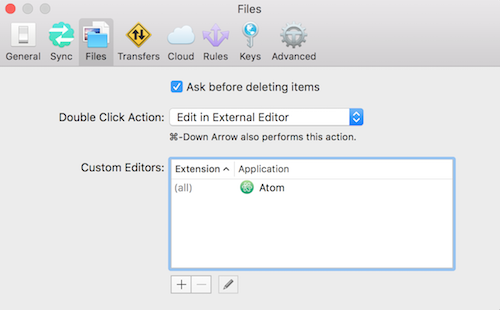 Files
General Sync Files Transfers Cloud Rules Keys Advanced
Ask before deleting items
Double Click Action: Edit in External Editor
⌘-Down Arrow also performs this action.
Custom Editors: Extension Application
(all) Atom